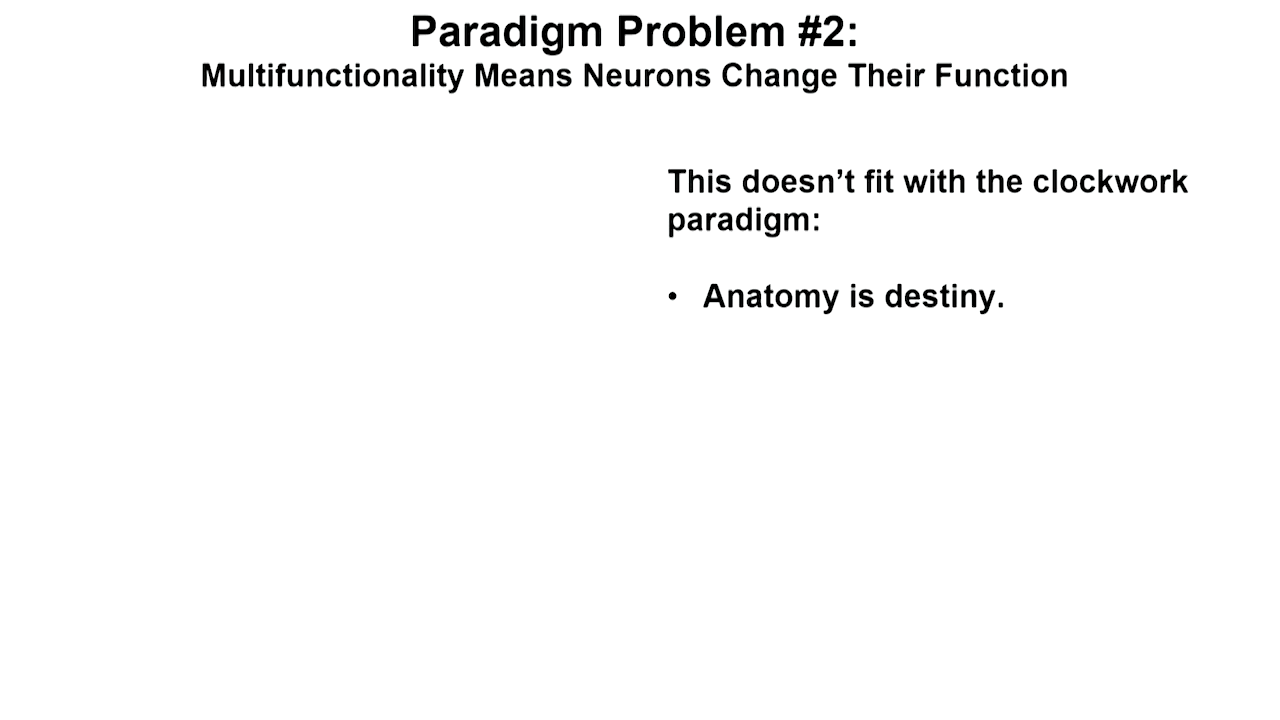 Paradigm Problem #2:
Multifunctionality Means Neurons Change Their Function
This doesn’t fit with the clockwork
paradigm:
• Anatomy is destiny.